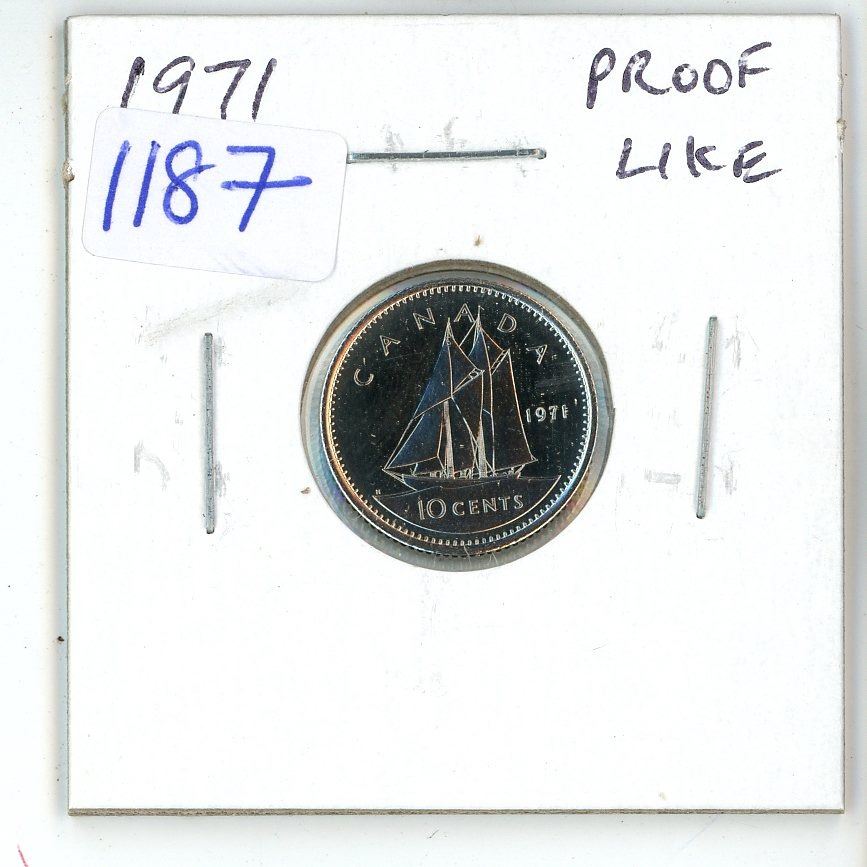 1971
PROOF
LIKE
1187
CANADA
1971
10 CENTS